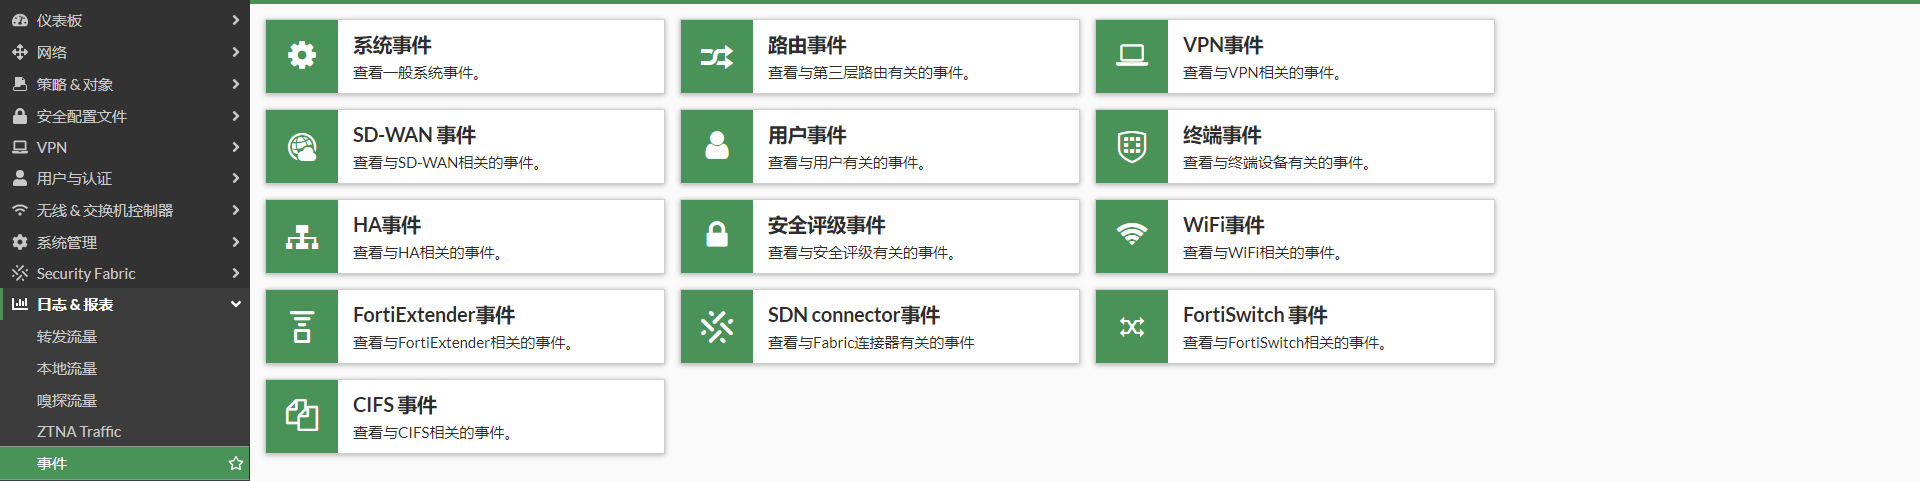 仪表板
网络
策略 & 对象
安全配置文件
VPN
用户与认证
无线 & 交换机控制器
系统管理
Security Fabric
日志 & 报表
转发流量
本地流量
嗅探流量
ZTNA Traffic
事件
系统事件
查看一般系统事件。
路由事件
查看与第三层路由有关的事件。
VPN事件
查看与VPN相关的事件。
SD-WAN 事件
查看与SD-WAN相关的事件。
用户事件
查看与用户有关的事件。
终端事件
查看与终端设备有关的事件。
HA事件
查看与HA相关的事件。
安全评级事件
查看与安全评级有关的事件。
WiFi事件
查看与WiFi相关的事件。
FortiExtender事件
查看与FortiExtender相关的事件。
SDN connector事件
查看与Fabric连接器有关的事件
FortiSwitch 事件
查看与FortiSwitch相关的事件。
CIFS 事件
查看与CIFS相关的事件。